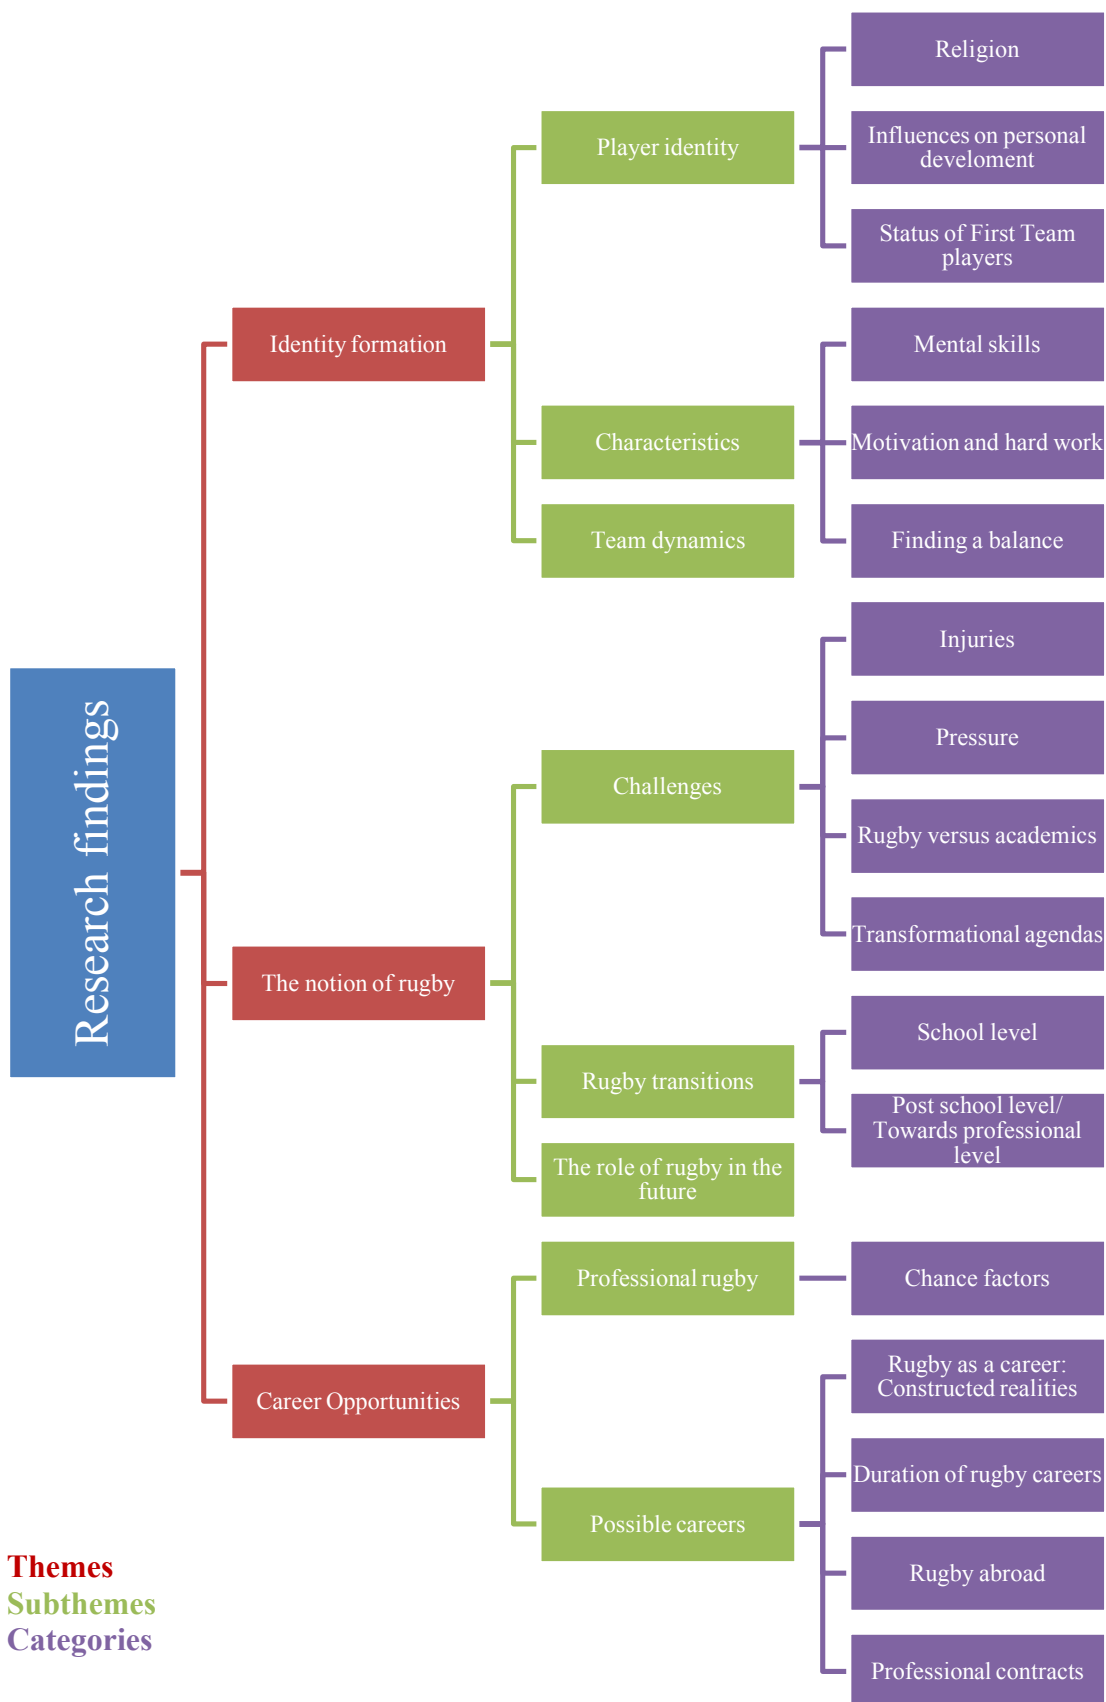 Research findings
Identity formation
Player identity
Religion
Influences on personal
develoment
Status of First Team
players
Characteristics
Mental skills
Motivation and hard work
Finding a balance
Team dynamics
The notion of rugby
Challenges
Injuries
Pressure
Rugby versus academics
Transformational agendas
Rugby transitions
School level
Post school level/
Towards professional
level
The role of rugby in the
future
Career Opportunities
Professional rugby
Chance factors
Possible careers
Rugby as a career:
Constructed realities
Duration of rugby careers
Rugby abroad
Professional contracts
Themes
Subthemes
Categories